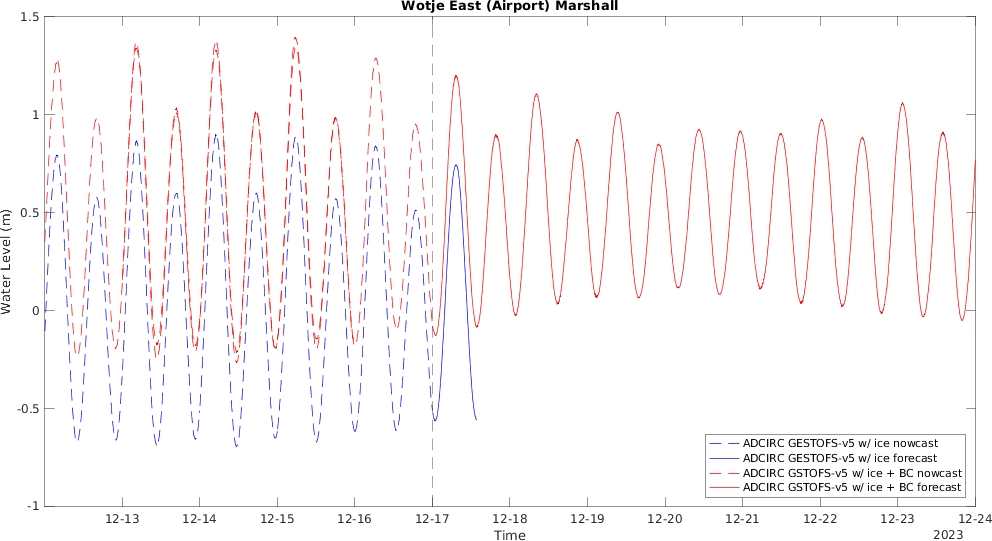 Wotje East (Airport) Marshall
1.5
1
0.5
0
-0.5
-1
Water Level (m)
12-13 12-14 12-15 12-16 12-17 12-18 12-19 12-20 12-21 12-22 12-23 12-24
Time
2023
ADCIRC GESTOFS-v5 w/ ice nowcast
ADCIRC GESTOFS-v5 w/ ice forecast
ADCIRC GSTOFS-v5 w/ ice + BC nowcast
ADCIRC GSTOFS-v5 w/ ice + BC forecast